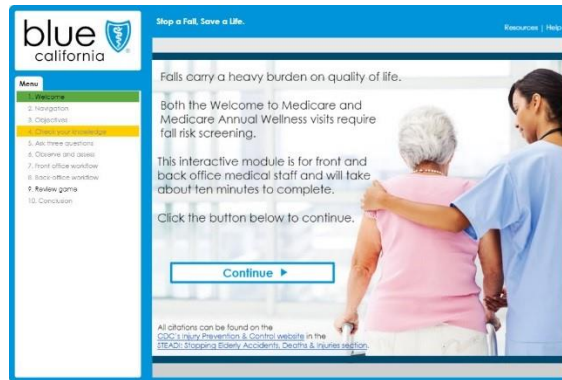 blue
california
Stop a Fall, Save a Life.
Resources | Help
Menu
1. Welcome
2. Navigation
3. Objectives
4. Check your knowledge
5. Ask three questions
6. Observe and assess
7. Front office workflow
8. Back office workflow
9. Review game
10. Conclusion
Falls carry a heavy burden on quality of life.
Both the Welcome to Medicare and
Medicare Annual Wellness visits require
fall risk screening.
This interactive module is for front and
back office medical staff and will take
about ten minutes to complete.
Click the button below to continue.
Continue ▶
All citations can be found on the
CDC's Injury Prevention & Control website in the
STEADI: Stopping Elderly Accidents, Deaths & Injuries section.